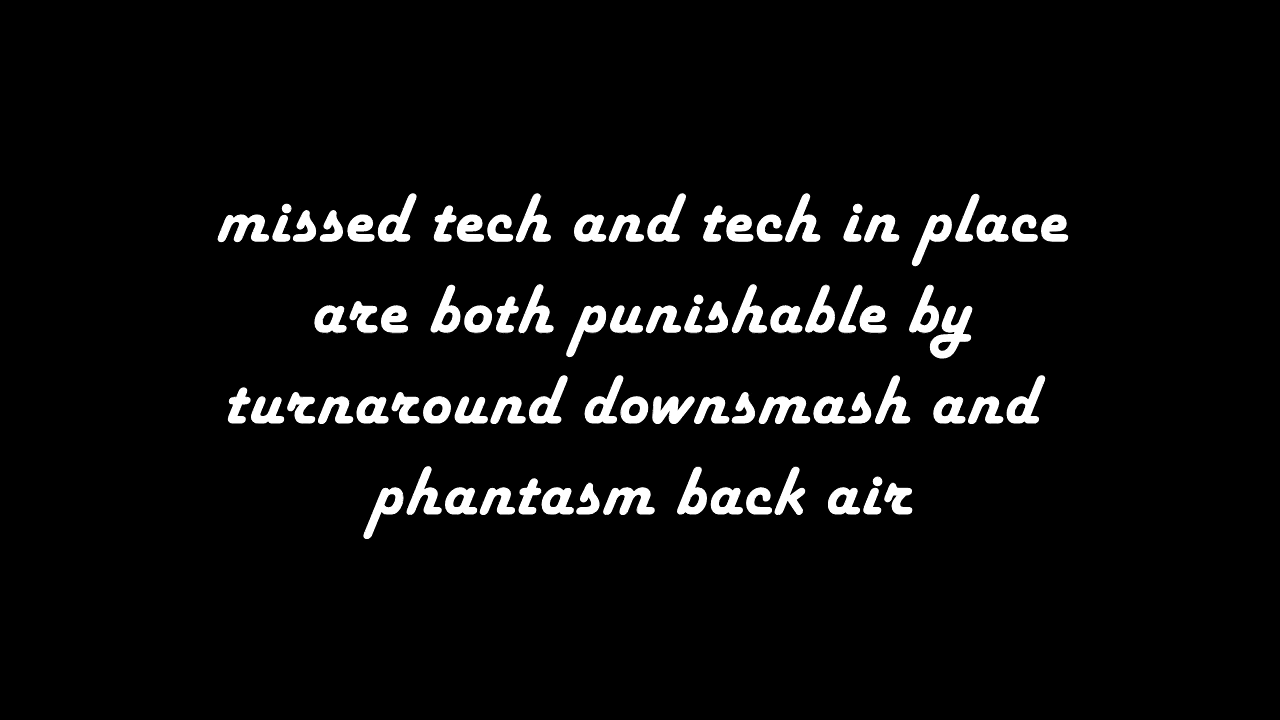 missed tech and tech in place
are both punishable by
turnaround downsmash and
phantasm back air